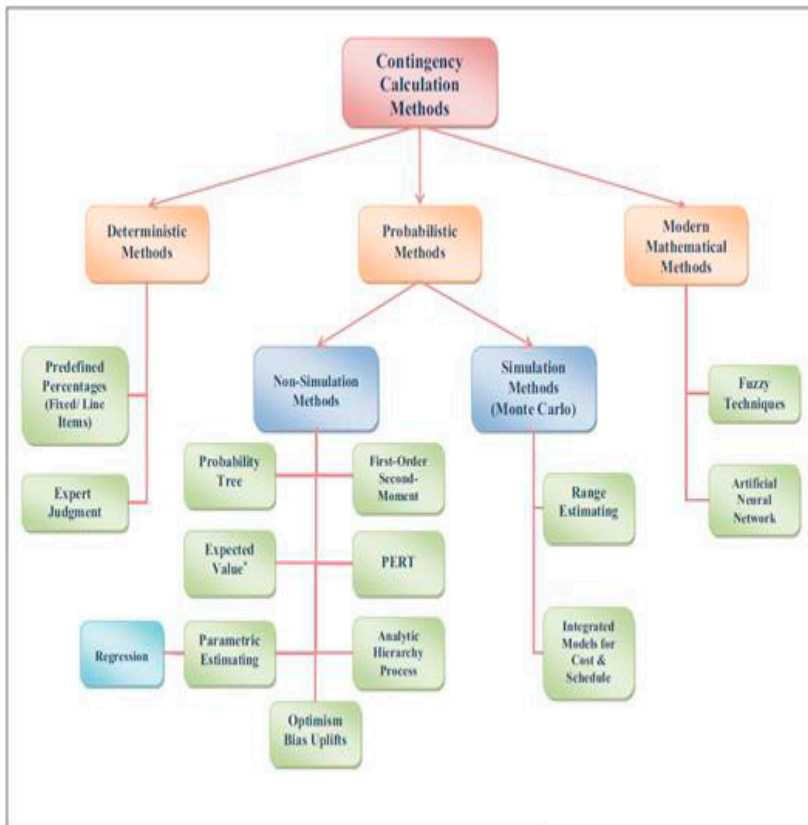 Contingency
Calculation
Methods
Deterministic
Methods
Probabilistic
Methods
Modern
Mathematical
Methods
Predefined
Percentages
(Fixed/ Line
Items)
Expert
Judgment
Non-Simulation
Methods
Simulation
Methods
(Monte Carlo)
Fuzzy
Techniques
Artificial
Neural
Network
Probability
Tree
First-Order
Second-
Moment
Expected
Value*
PERT
Regression
Parametric
Estimating
Analytic
Hierarchy
Process
Optimism
Bias Uplifts
Range
Estimating
Integrated
Models for
Cost &
Schedule